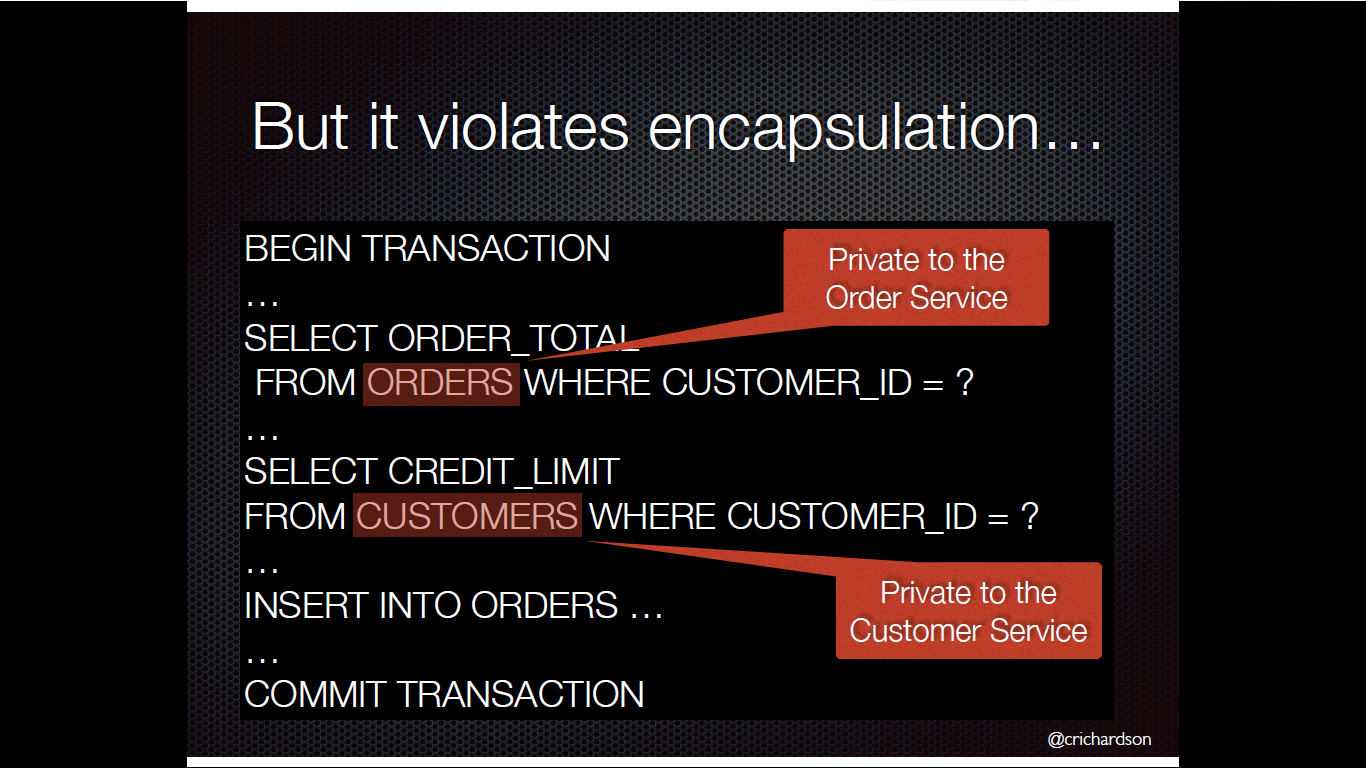 But it violates encapsulation…
BEGIN TRANSACTION
…
SELECT ORDER_TOTAL
FROM ORDERS WHERE CUSTOMER_ID = ?
…
SELECT CREDIT_LIMIT
FROM CUSTOMERS WHERE CUSTOMER_ID = ?
…
INSERT INTO ORDERS …
…
COMMIT TRANSACTION
Private to the
Order Service
Private to the
Customer Service
@crichardson